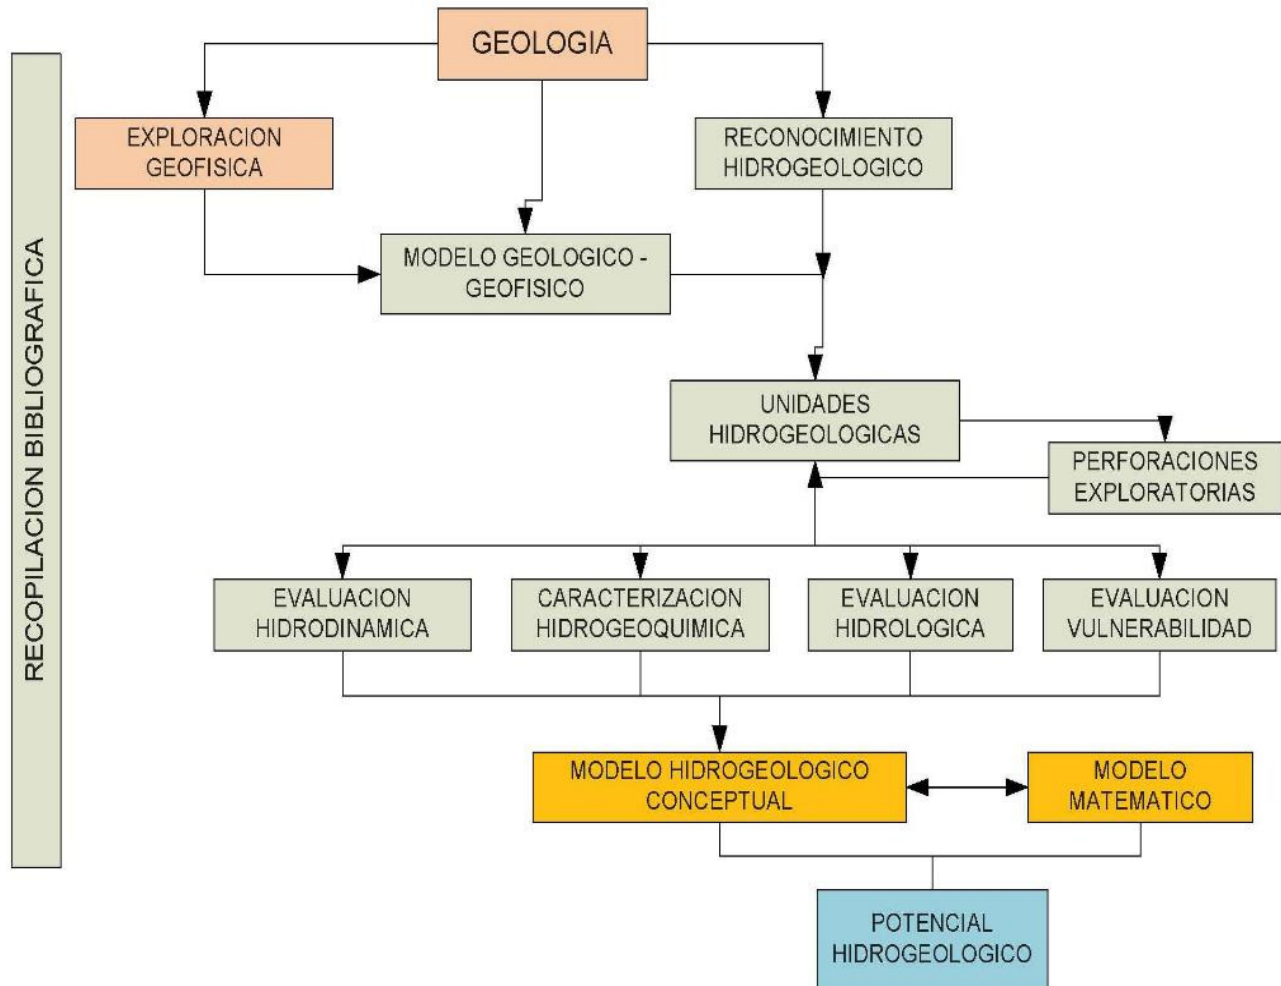 GEOLOGIA
EXPLORACION
GEOFISICA
RECONOCIMIENTO
HIDROGEOLOGICO
RECOPILACION BIBLIOGRAFICA
MODELO GEOLOGICO -
GEOFISICO
UNIDADES
HIDROGEOLOGICAS
PERFORACIONES
EXPLORATORIAS
EVALUACION
HIDRODINAMICA
CARACTERIZACION
HIDROGEOQUIMICA
EVALUACION
HIDROLOGICA
EVALUACION
VULNERABILIDAD
MODELO HIDROGEOLOGICO
CONCEPTUAL
MODELO
MATEMATICO
POTENCIAL
HIDROGEOLOGICO